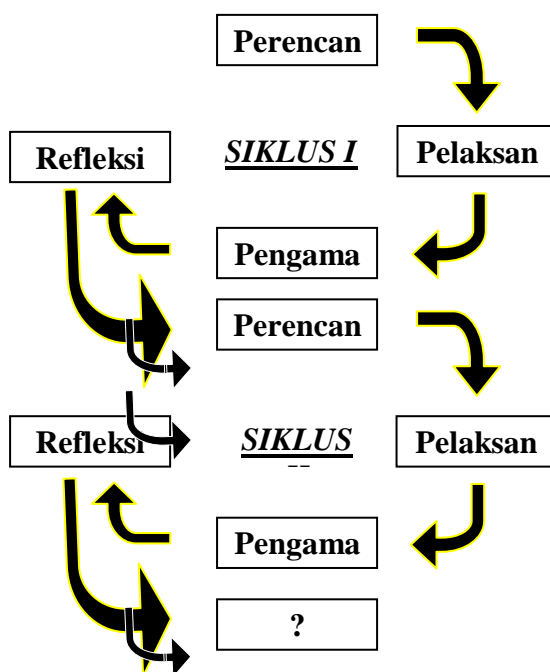 Perencan
Refleksi
SIKLUS I
Pelaksan
Pengama
Perencan
Refleksi
SIKLUS
Pelaksan
Pengama
?